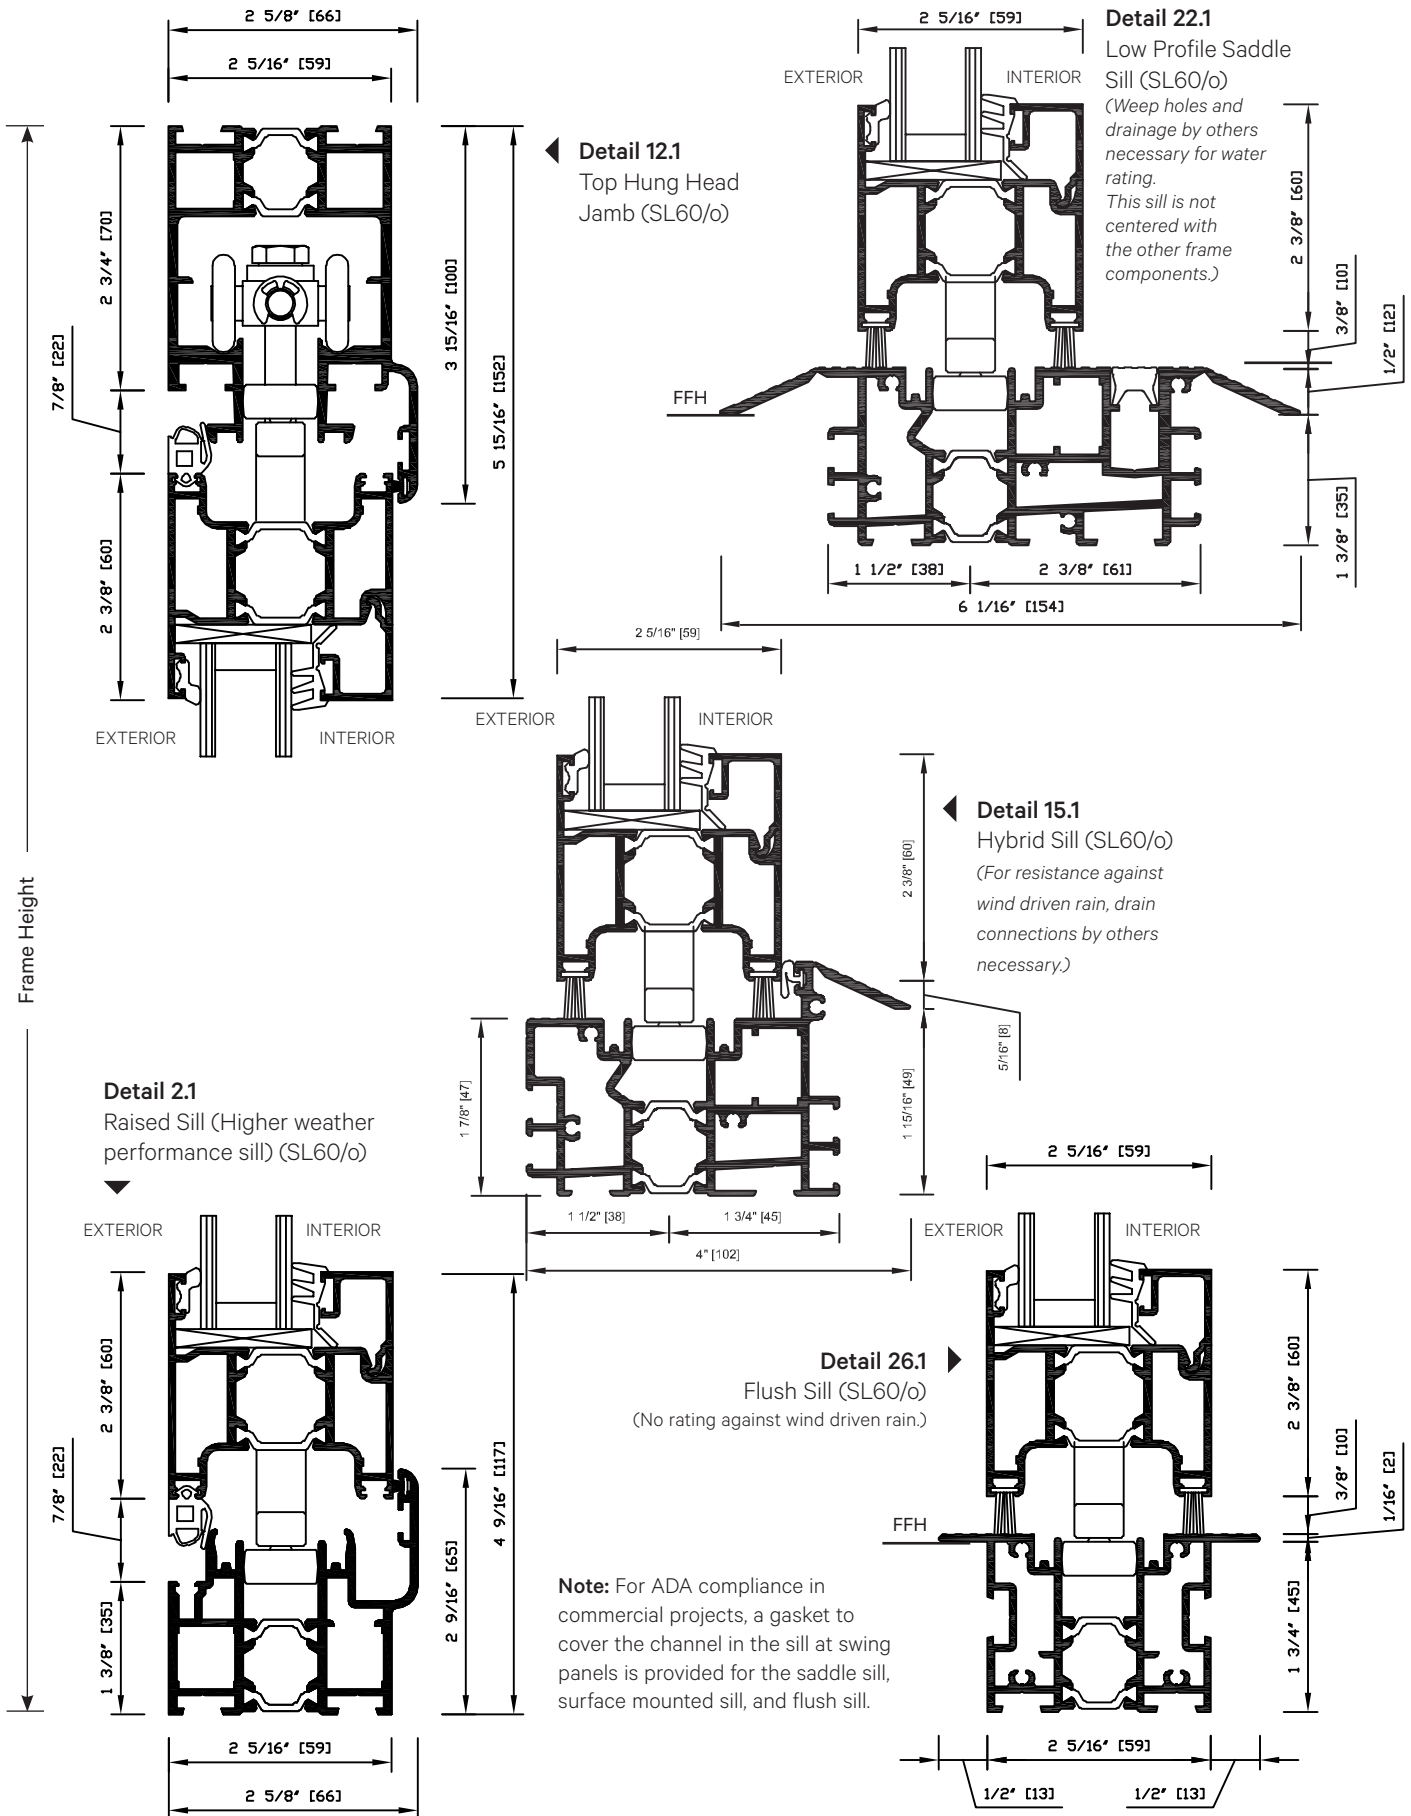 2 5/8" [66]
2 5/16" [59]
2 3/4" [70]
7/8" [22]
2 3/8" [60]
3 15/16" [100]
5 15/16" [152]
EXTERIOR
INTERIOR
Frame Height
Detail 12.1
Top Hung Head
Jamb (SL60/o)
2 5/16" [59]
EXTERIOR
INTERIOR
Detail 22.1
Low Profile Saddle
Sill (SL60/o)
(Weep holes and
drainage by others
necessary for water
rating.
This sill is not
centered with
the other frame
components.)
2 3/8" [60]
3/8" [10]
1/2" [12]
1 3/8" [35]
FFH
1 1/2" [38]
2 3/8" [61]
6 1/16" [154]
2 5/16" [59]
EXTERIOR
INTERIOR
Detail 15.1
Hybrid Sill (SL60/o)
(For resistance against
wind driven rain, drain
connections by others
necessary.)
2 3/8" [60]
5/16" [8]
1 15/16" [49]
1 7/8" [47]
1 1/2" [38]
1 3/4" [45]
4" [102]
Detail 2.1
Raised Sill (Higher weather
performance sill) (SL60/o)
EXTERIOR
INTERIOR
2 3/8" [60]
7/8" [22]
1 3/8" [35]
2 9/16" [65]
4 9/16" [117]
2 5/16" [59]
2 5/8" [66]
2 5/16" [59]
EXTERIOR
INTERIOR
Detail 26.1
Flush Sill (SL60/o)
(No rating against wind driven rain.)
2 3/8" [60]
3/8" [10]
1/16" [2]
1 3/4" [45]
FFH
2 5/16" [59]
1/2" [13]
1/2" [13]
Note: For ADA compliance in
commercial projects, a gasket to
cover the channel in the sill at swing
panels is provided for the saddle sill,
surface mounted sill, and flush sill.